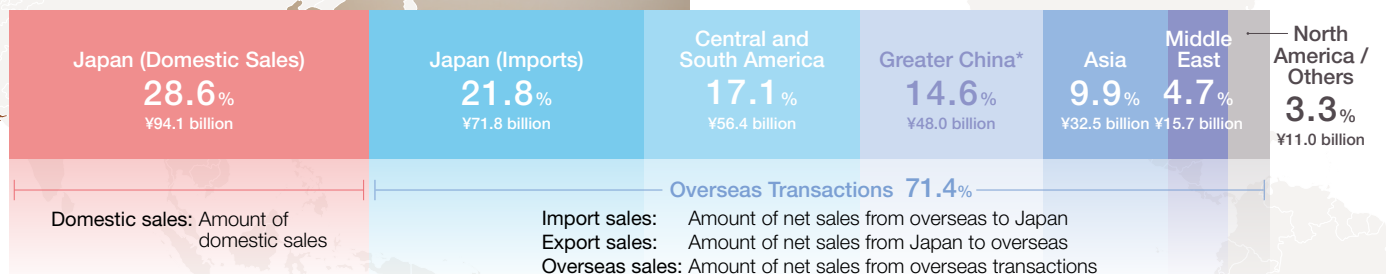 Japan (Domestic Sales)
28.6%
¥94.1 billion
Japan (Imports)
21.8%
¥71.8 billion
Central and
South America
17.1%
¥56.4 billion
Greater China*
14.6%
¥48.0 billion
Asia
9.9%
¥32.5 billion
Middle
East
4.7%
¥15.7 billion
North
America /
Others
3.3%
¥11.0 billion
Overseas Transactions 71.4%
Domestic sales: Amount of
domestic sales
Import sales: Amount of net sales from overseas to Japan
Export sales: Amount of net sales from Japan to overseas
Overseas sales: Amount of net sales from overseas transactions